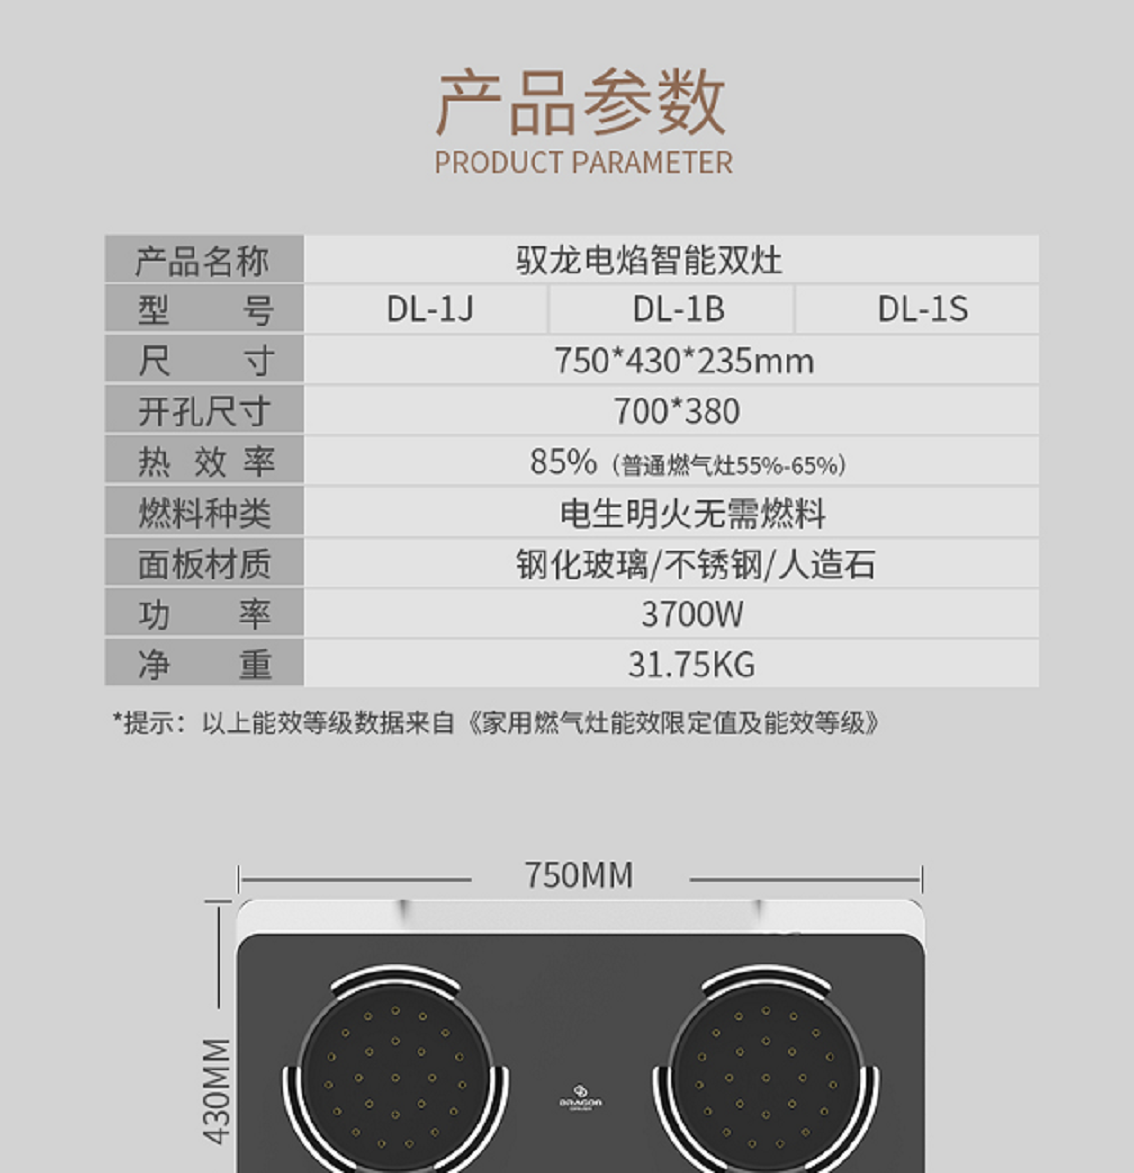 产品参数
PRODUCT PARAMETER
产品名称 驭龙电焰智能双灶
型号 DL-1J DL-1B DL-1S
尺寸 750*430*235mm
开孔尺寸 700*380
热效率 85%（普通燃气灶55%-65%）
燃料种类 电生明火无需燃料
面板材质 钢化玻璃/不锈钢/人造石
功率 3700W
净重 31.75KG
*提示：以上能效等级数据来自《家用燃气灶能效限定值及能效等级》
750MM
430MM
DRAGON